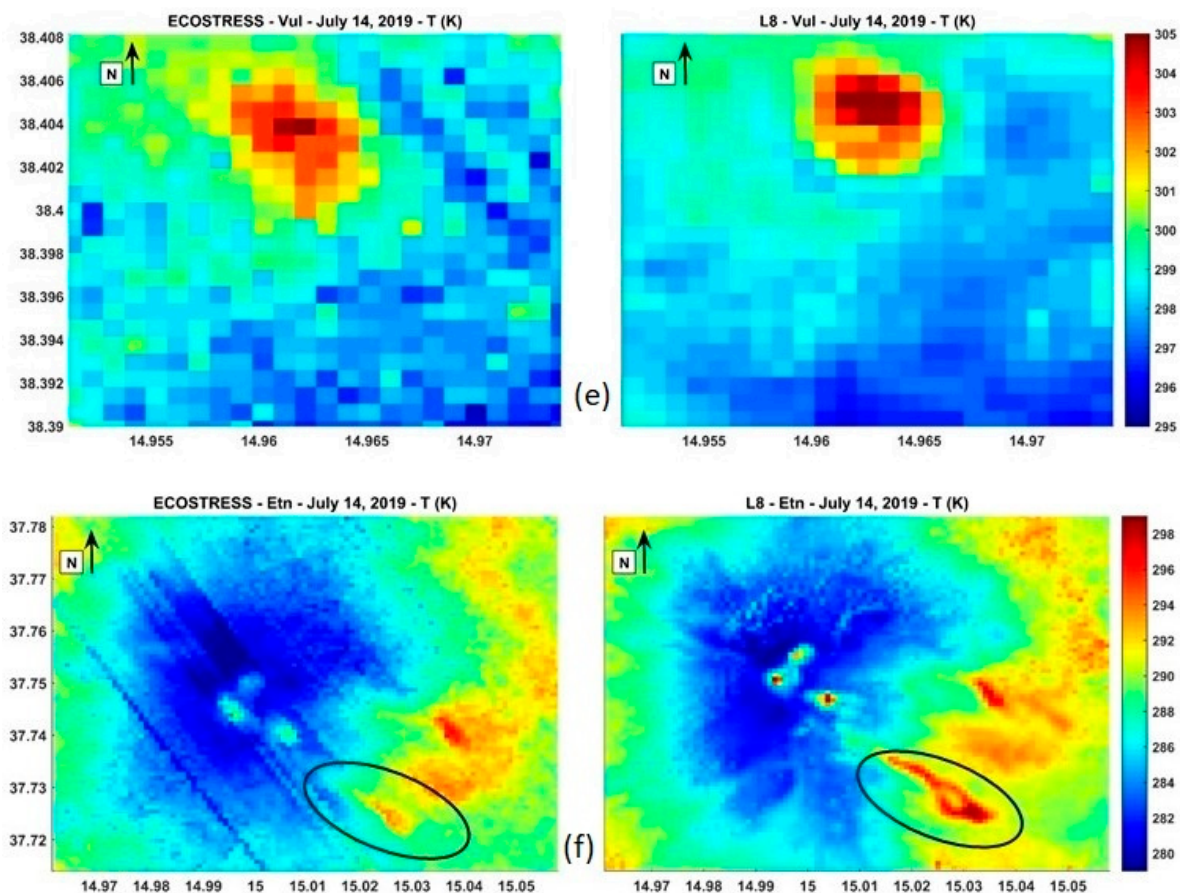 ECOSTRESS - Vul - July 14, 2019 - T (K)
L8 - Vul - July 14, 2019 - T (K)
38.408
38.406
38.404
38.402
38.4
38.398
38.396
38.394
38.392
38.39
N
N
305
304
303
302
301
300
299
298
297
296
295
14.955 14.96 14.965 14.97
14.955 14.96 14.965 14.97
(e)
ECOSTRESS - Etn - July 14, 2019 - T (K)
L8 - Etn - July 14, 2019 - T (K)
37.78
37.77
37.76
37.75
37.74
37.73
37.72
N
N
298
296
294
292
290
288
286
284
282
280
14.97 14.98 14.99 15 15.01 15.02 15.03 15.04 15.05
14.97 14.98 14.99 15 15.01 15.02 15.03 15.04 15.05
(f)